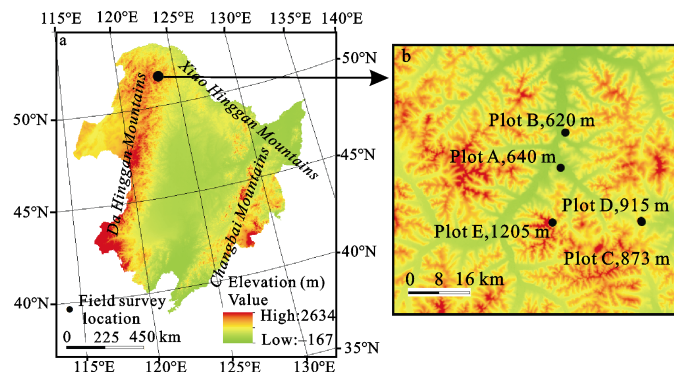 115°E 120°E 125°E 130°E 135°E 140°E
a
50°N
Xiao Hinggan Mountains
50°N
Da Hinggan Mountains
45°N
45°N
Changbai Mountains
40°N
40°N
Elevation (m)
Value
High:2634
Low:–167
Field survey
location
0 225 450 km
35°N
115°E 120°E 125°E 130°E
b
Plot B,620 m
Plot A,640 m
Plot D,915 m
Plot E,1205 m
Plot C,873 m
0 8 16 km